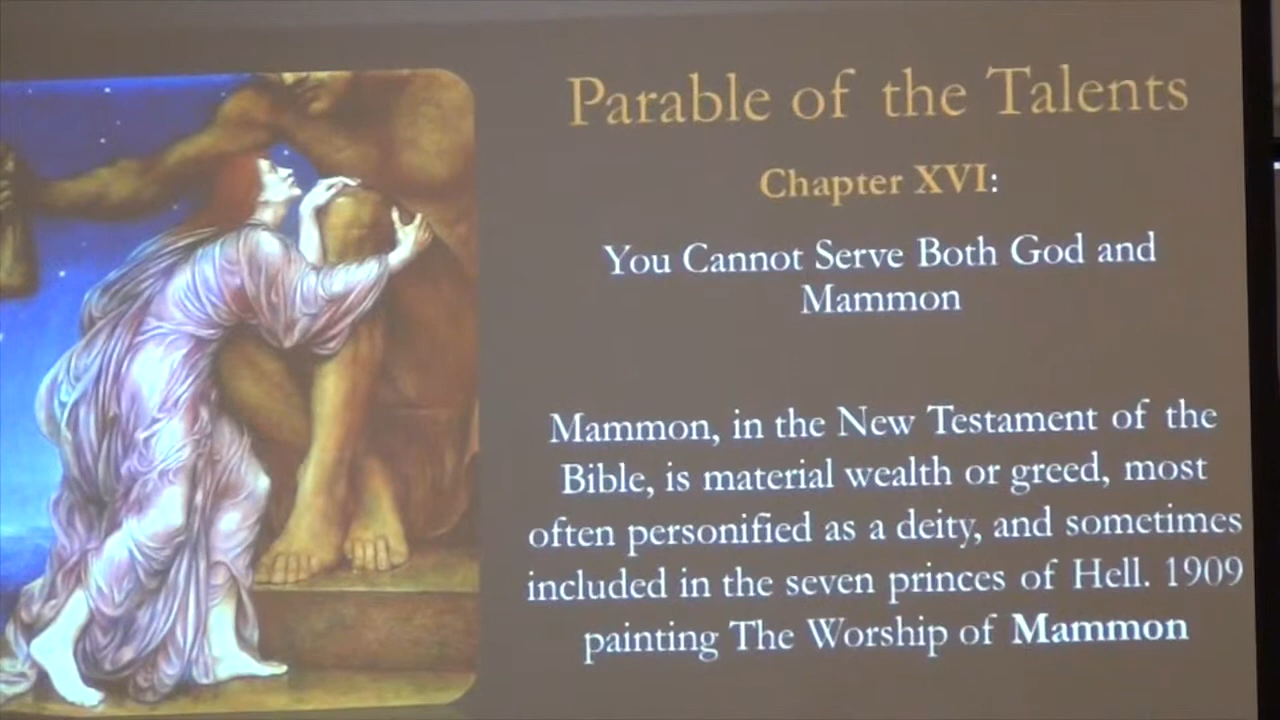 Parable of the Talents
Chapter XVI:
You Cannot Serve Both God and
Mammon
Mammon, in the New Testament of the
Bible, is material wealth or greed, most
often personified as a deity, and sometimes
included in the seven princes of Hell. 1909
painting The Worship of Mammon